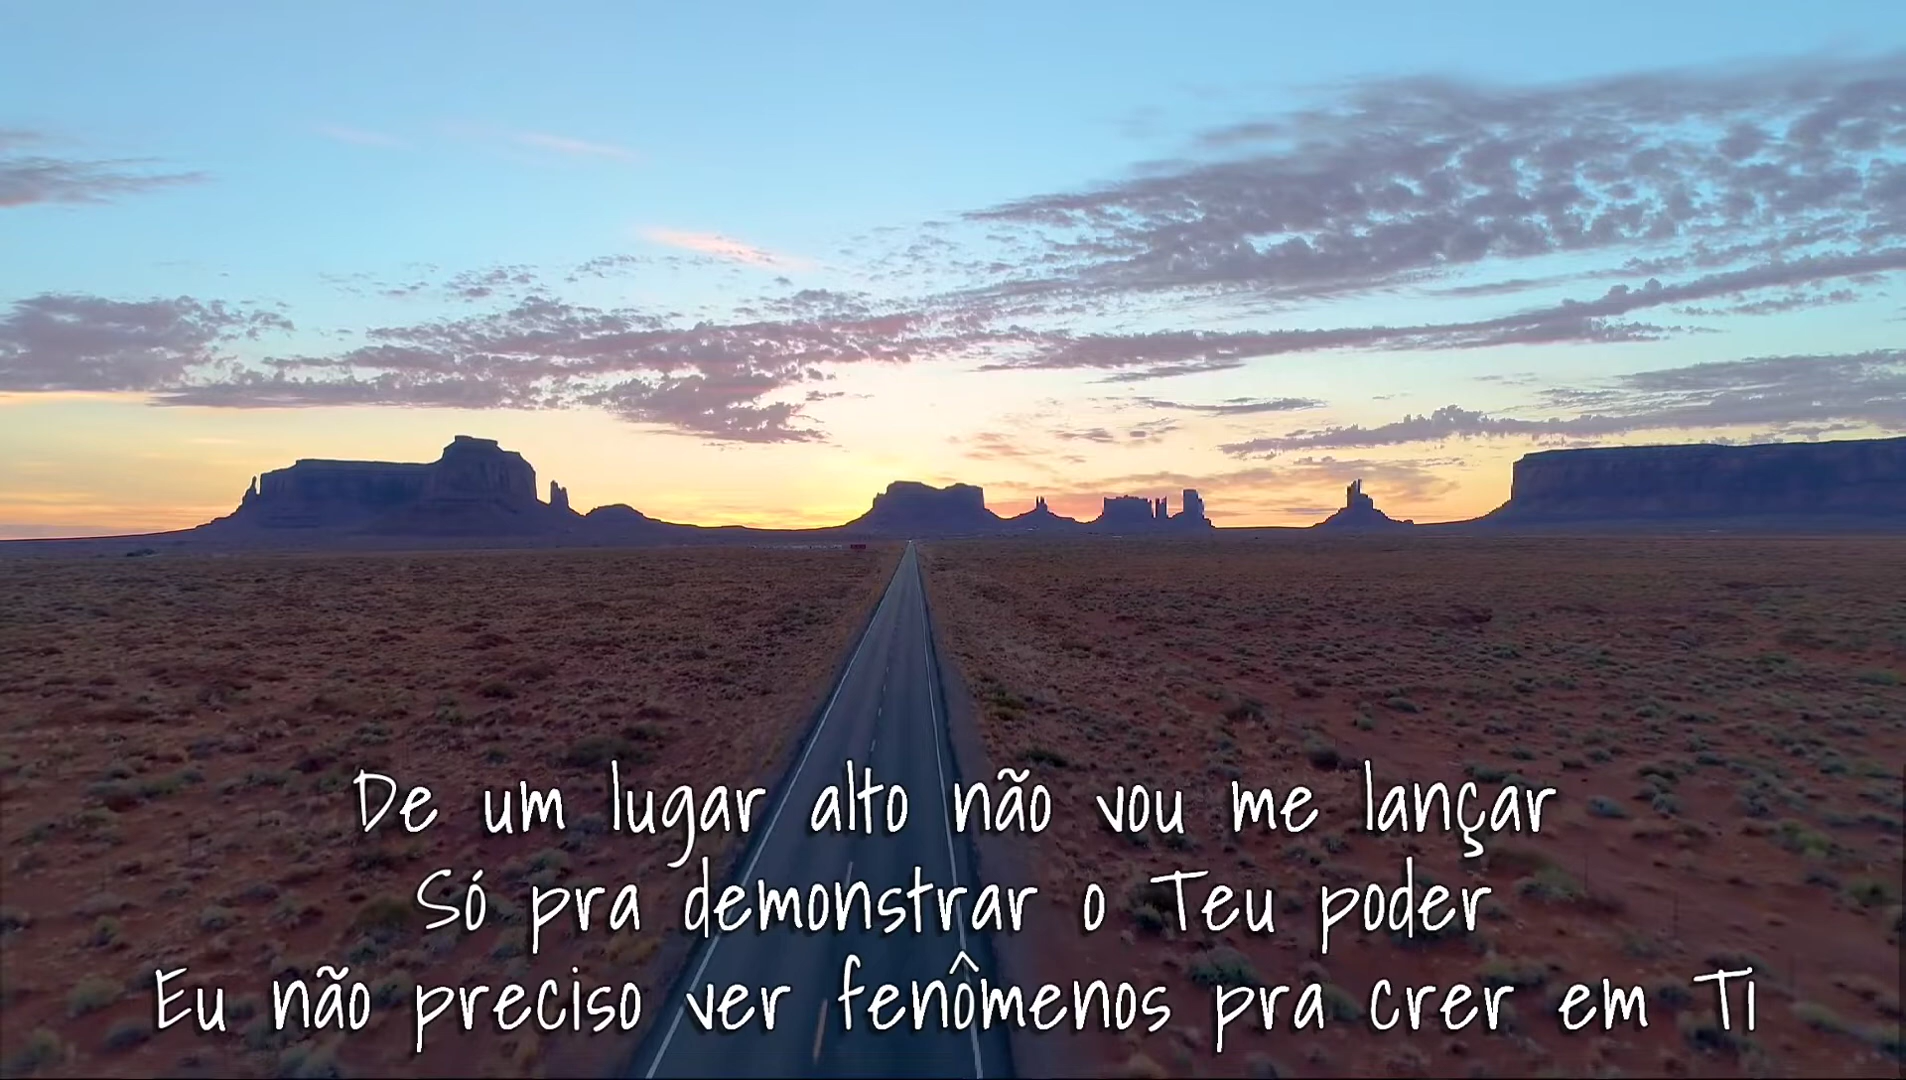 De um lugar alto não vou me lançar
Só pra demonstrar o Teu poder
Eu não preciso ver fenômenos pra crer em Ti